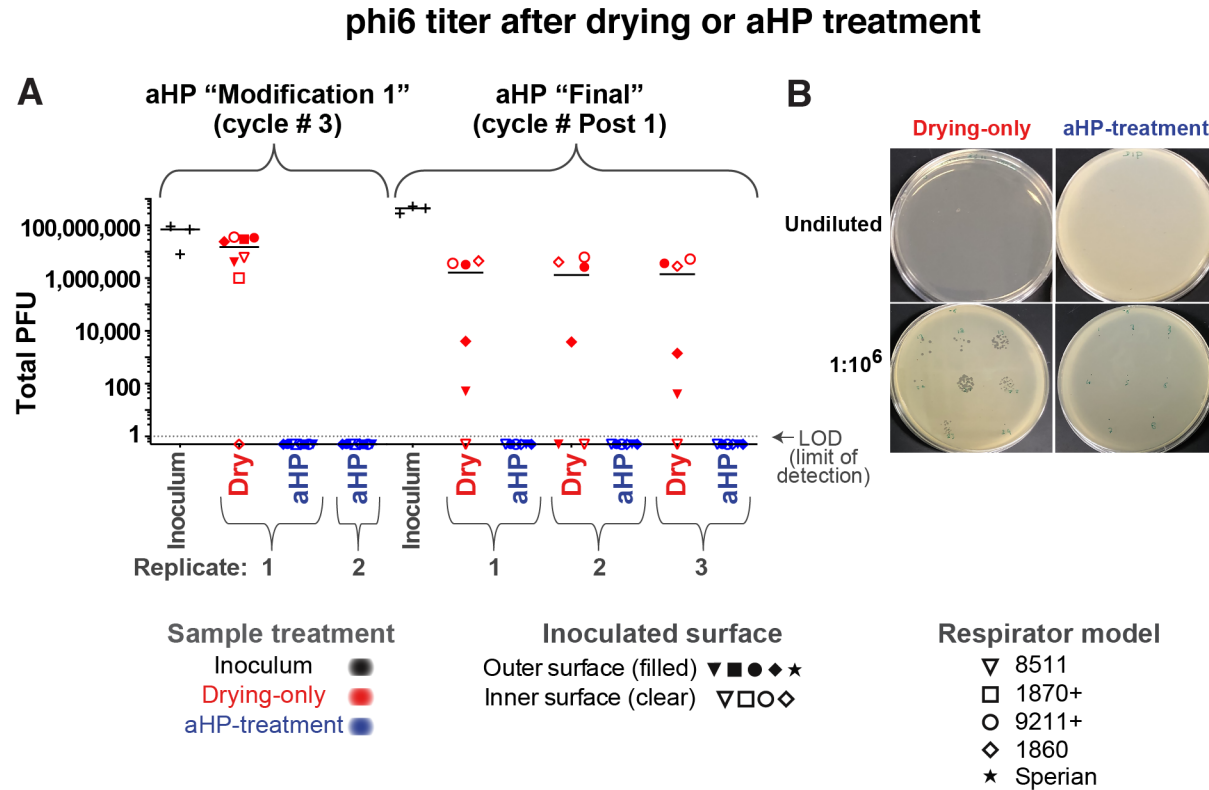 phi6 titer after drying or aHP treatment
A
aHP “Modification 1”
(cycle # 3)
aHP “Final”
(cycle # Post 1)
Total PFU
100,000,000
1,000,000
10,000
100
1
LOD
(limit of
detection)
Inoculum
Dry
aHP
aHP
Inoculum
Dry
aHP
Dry
aHP
Dry
aHP
Replicate: 1 2 1 2 3
B
Drying-only aHP-treatment
Undiluted
1:10⁶
Sample treatment
Inoculum
Drying-only
aHP-treatment
Inoculated surface
Outer surface (filled)
Inner surface (clear)
Respirator model
8511
1870+
9211+
1860
Sperian